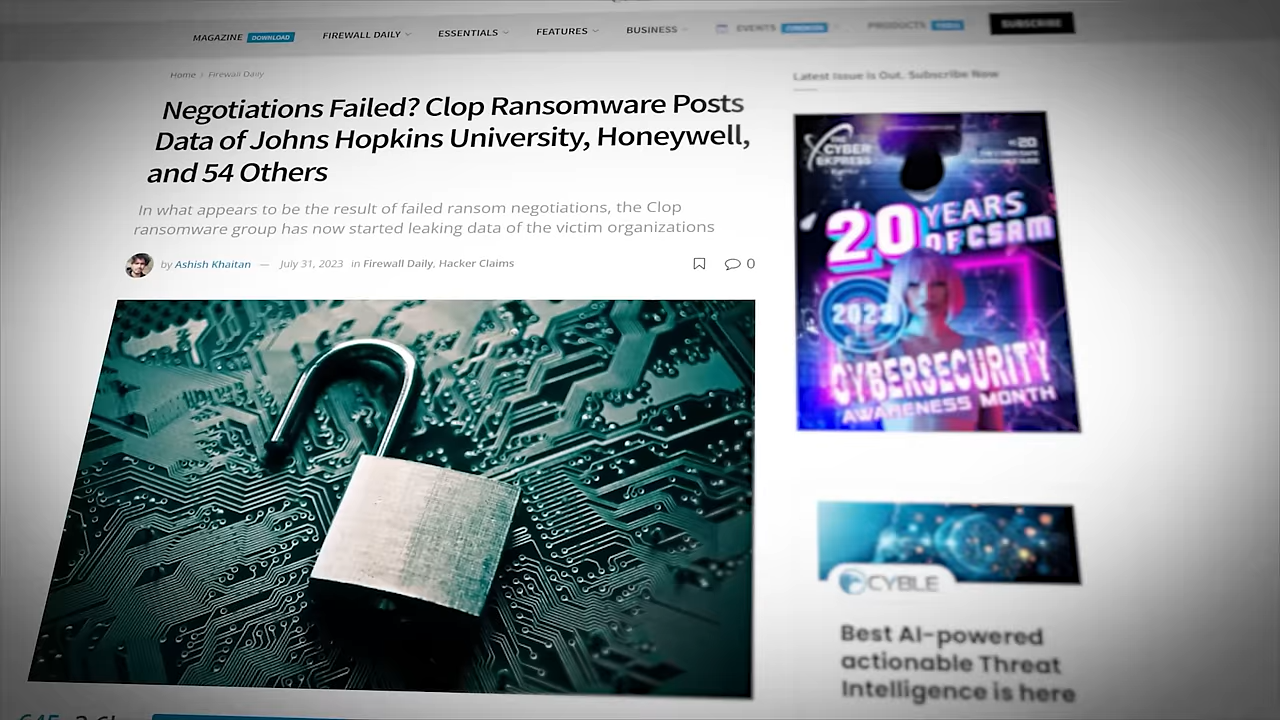 MAGAZINE DOWNLOAD FIREWALL DAILY ESSENTIALS FEATURES BUSINESS EVENTS PRODUCTS SUBSCRIBE
Home > Firewall Daily
Negotiations Failed? Clop Ransomware Posts
Data of Johns Hopkins University, Honeywell,
and 54 Others
In what appears to be the result of failed ransom negotiations, the Clop
ransomware group has now started leaking data of the victim organizations
by Ashish Khaitan — July 31, 2023 in Firewall Daily, Hacker Claims 0
Latest Issue is Out. Subscribe Now
THE
CYBER
EXPRESS
20 YEARS
OF CSAM
2023
CYBERSECURITY
AWARENESS MONTH
CYBLE
Best AI-powered
actionable Threat
Intelligence is here